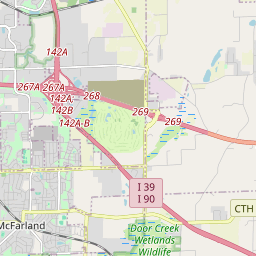 142A
267A
267A
268
142A;
142B
269
269
142A-B
I 39
I 90
CTH
McFarland
Door Creek
Wetlands
Wildlife